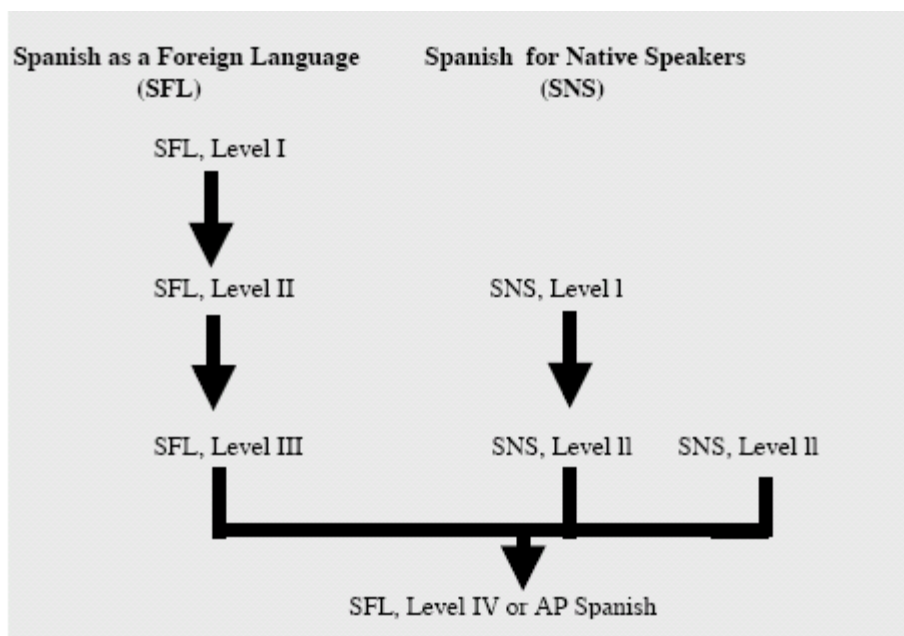 Spanish as a Foreign Language
(SFL)
Spanish for Native Speakers
(SNS)
SFL, Level I
SFL, Level II
SNS, Level l
SFL, Level III
SNS, Level ll
SNS, Level ll
SFL, Level IV or AP Spanish